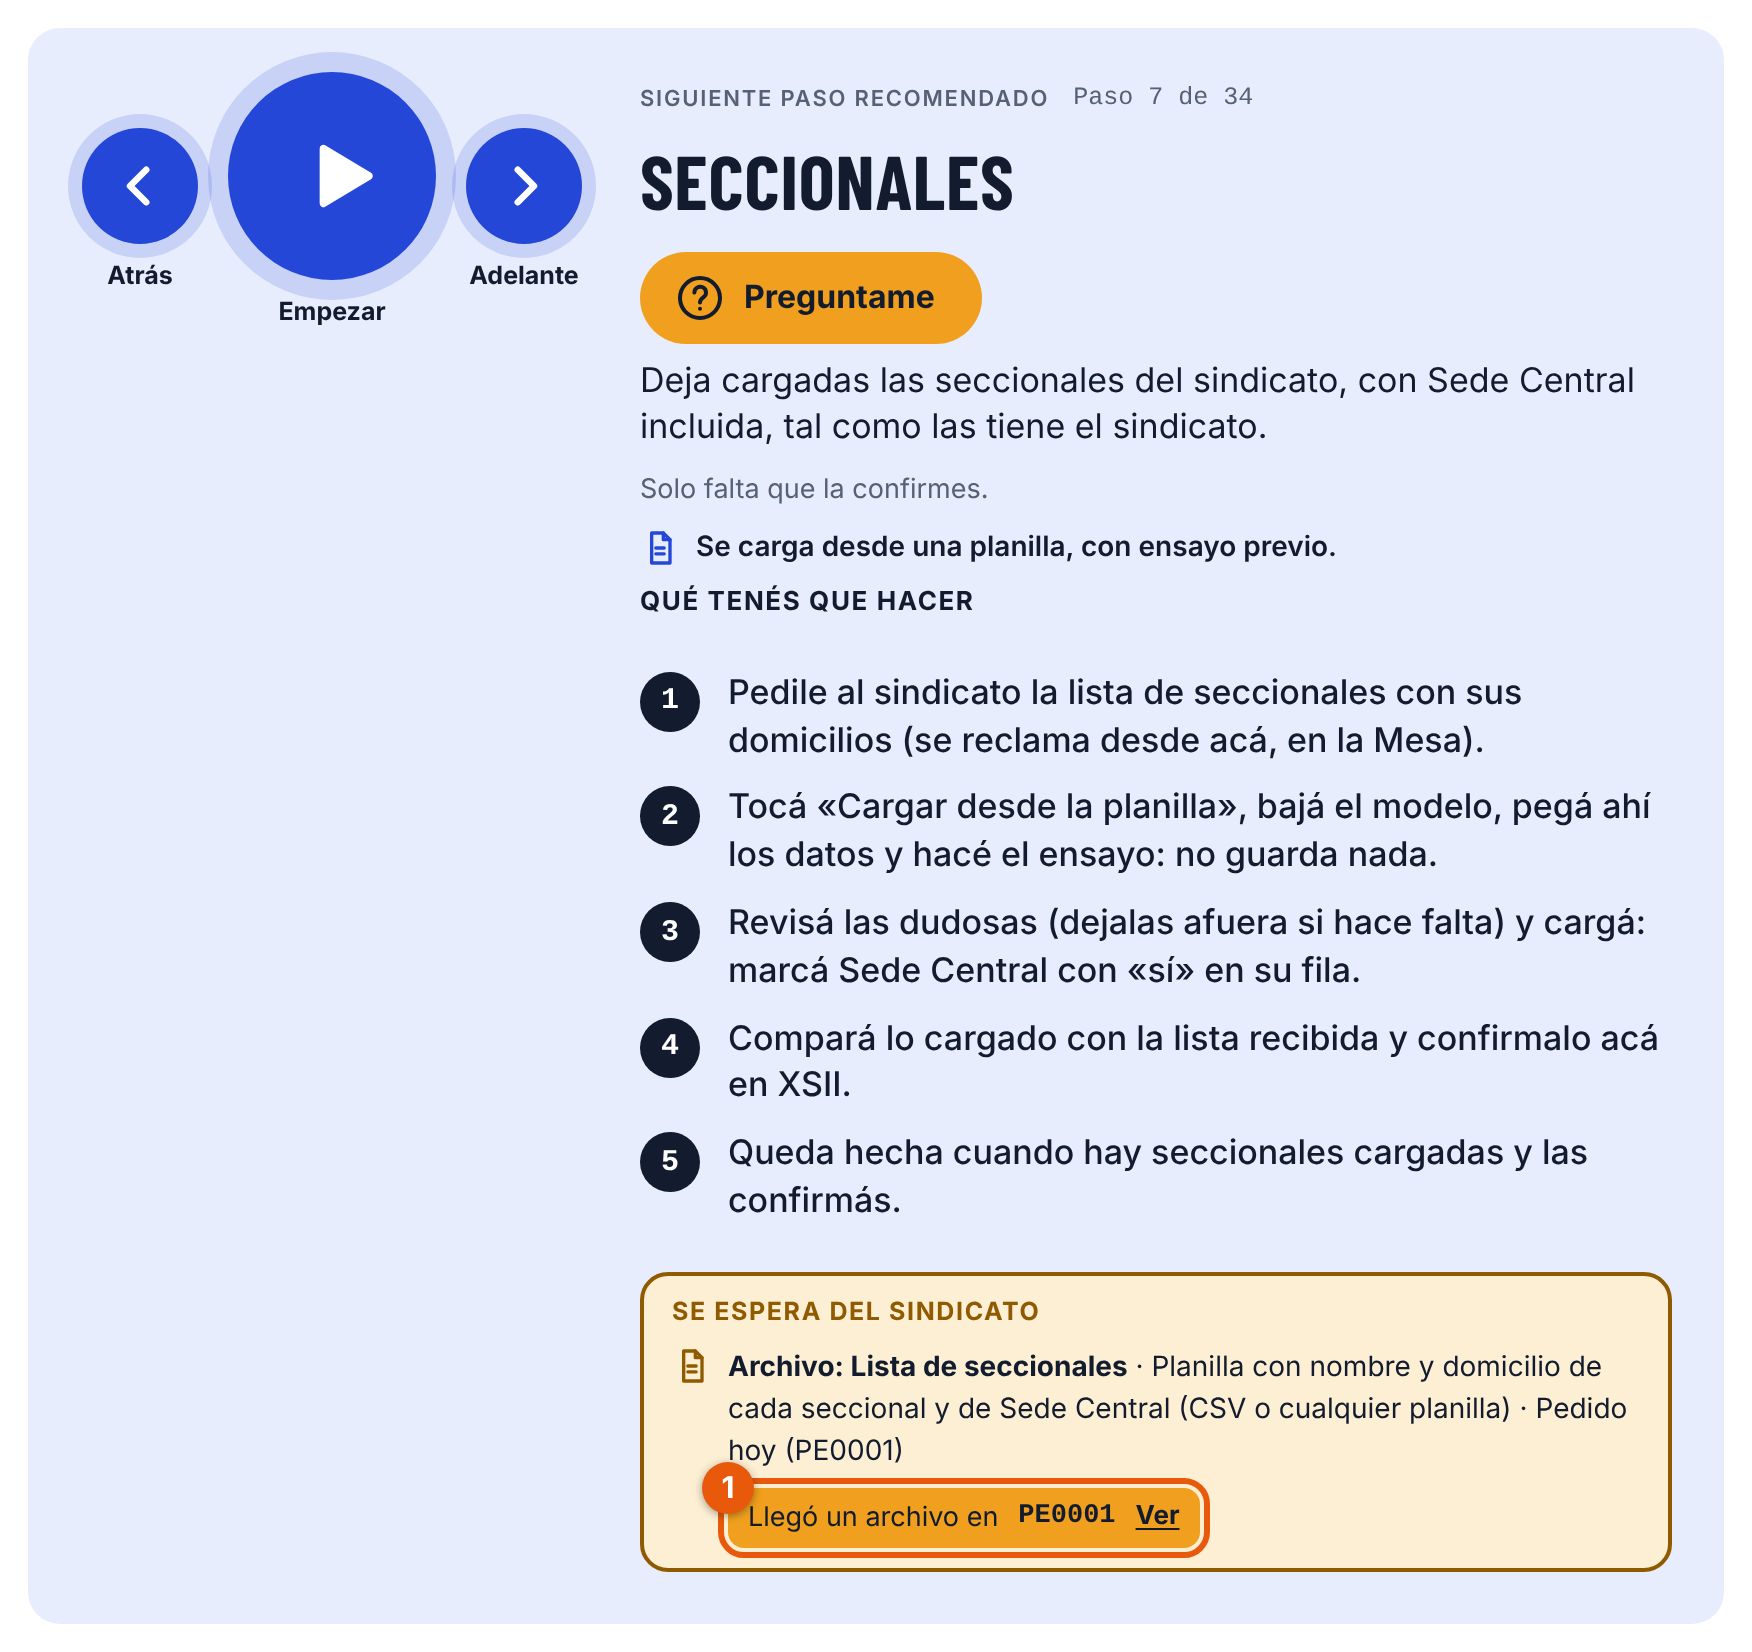 SIGUIENTE PASO RECOMENDADO Paso 7 de 34
SECCIONALES
Atrás
Adelante
Empezar
Preguntame
Deja cargadas las seccionales del sindicato, con Sede Central
incluida, tal como las tiene el sindicato.
Solo falta que la confirmes.
Se carga desde una planilla, con ensayo previo.
QUÉ TENÉS QUE HACER
1 Pedile al sindicato la lista de seccionales con sus
domicilios (se reclama desde acá, en la Mesa).
2 Tocá «Cargar desde la planilla», bajá el modelo, pegá ahí
los datos y hacé el ensayo: no guarda nada.
3 Revisá las dudosas (dejalas afuera si hace falta) y cargá:
marcá Sede Central con «sí» en su fila.
4 Compará lo cargado con la lista recibida y confirmalo acá
en XSII.
5 Queda hecha cuando hay seccionales cargadas y las
confirmás.
SE ESPERA DEL SINDICATO
Archivo: Lista de seccionales · Planilla con nombre y domicilio de
cada seccional y de Sede Central (CSV o cualquier planilla) · Pedido
hoy (PE0001)
1
Llegó un archivo en PE0001 Ver